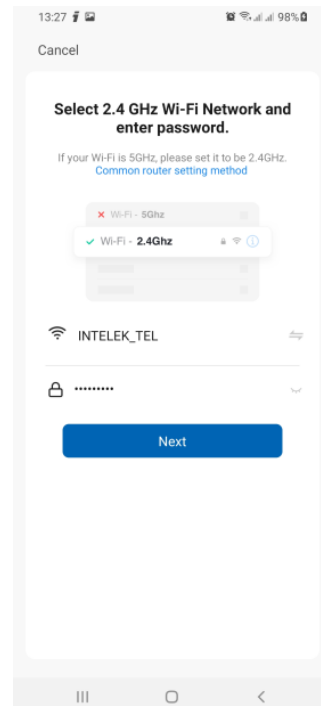 13:27 98%
Cancel
Select 2.4 GHz Wi-Fi Network and
enter password.
If your Wi-Fi is 5GHz, please set it to be 2.4GHz.
Common router setting method
Wi-Fi - 5Ghz
Wi-Fi - 2.4Ghz
INTELEK_TEL
•••••••••
Next